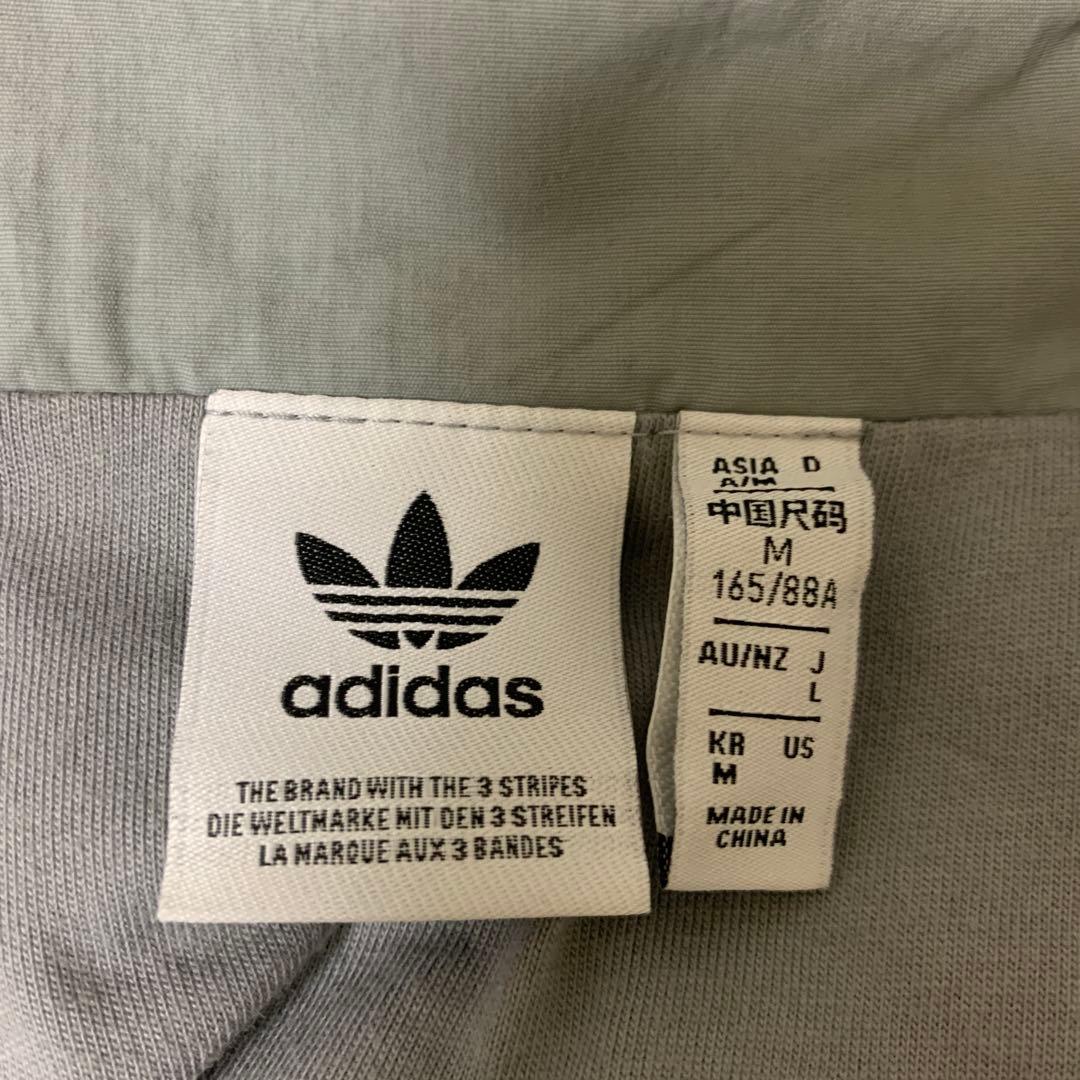 adidas
THE BRAND WITH THE 3 STRIPES
DIE WELTMARKE MIT DEN 3 STREIFEN
LA MARQUE AUX 3 BANDES
ASIA D
A/M
中国尺码
M
165/88A
AU/NZ J
L
KR US
M
MADE IN
CHINA